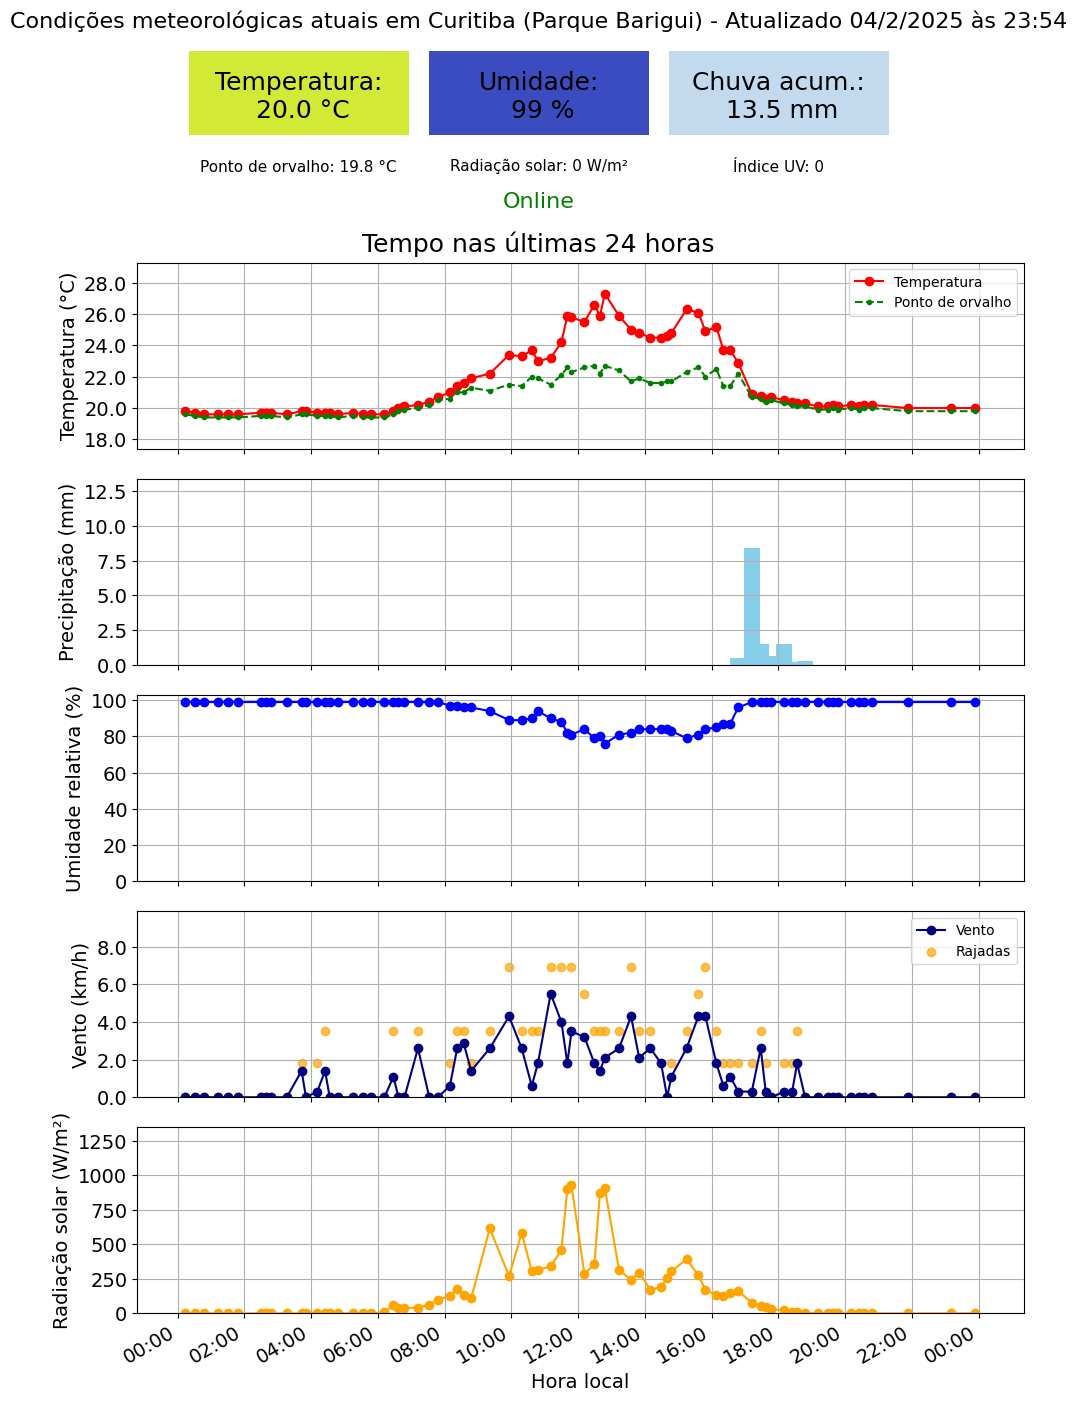 Condições meteorológicas atuais em Curitiba (Parque Barigui) - Atualizado 04/2/2025 às 23:54
Temperatura:
20.0 °C
Umidade:
99 %
Chuva acum.:
13.5 mm
Ponto de orvalho: 19.8 °C
Radiação solar: 0 W/m²
Índice UV: 0
Online
Tempo nas últimas 24 horas
Temperatura (°C)
28.0
26.0
24.0
22.0
20.0
18.0
Temperatura
Ponto de orvalho
Precipitação (mm)
12.5
10.0
7.5
5.0
2.5
0.0
Umidade relativa (%)
100
80
60
40
20
0
Vento (km/h)
8.0
6.0
4.0
2.0
0.0
Vento
Rajadas
Radiação solar (W/m²)
1250
1000
750
500
250
0
00:00 02:00 04:00 06:00 08:00 10:00 12:00 14:00 16:00 18:00 20:00 22:00 00:00
Hora local